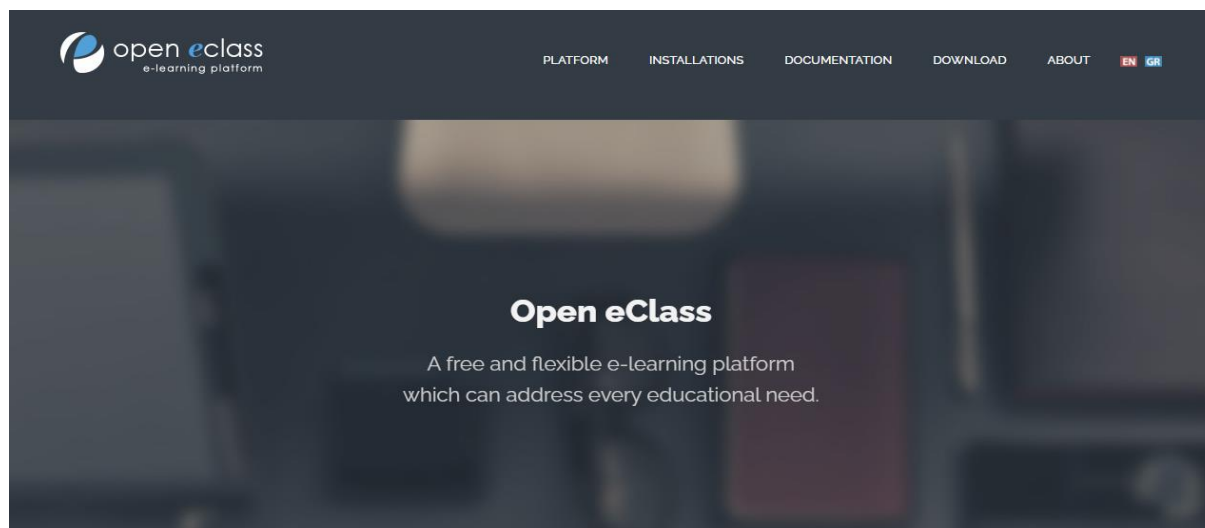 open eclass
e-learning platform
PLATFORM INSTALLATIONS DOCUMENTATION DOWNLOAD ABOUT EN GR
Open eClass
A free and flexible e-learning platform
which can address every educational need.